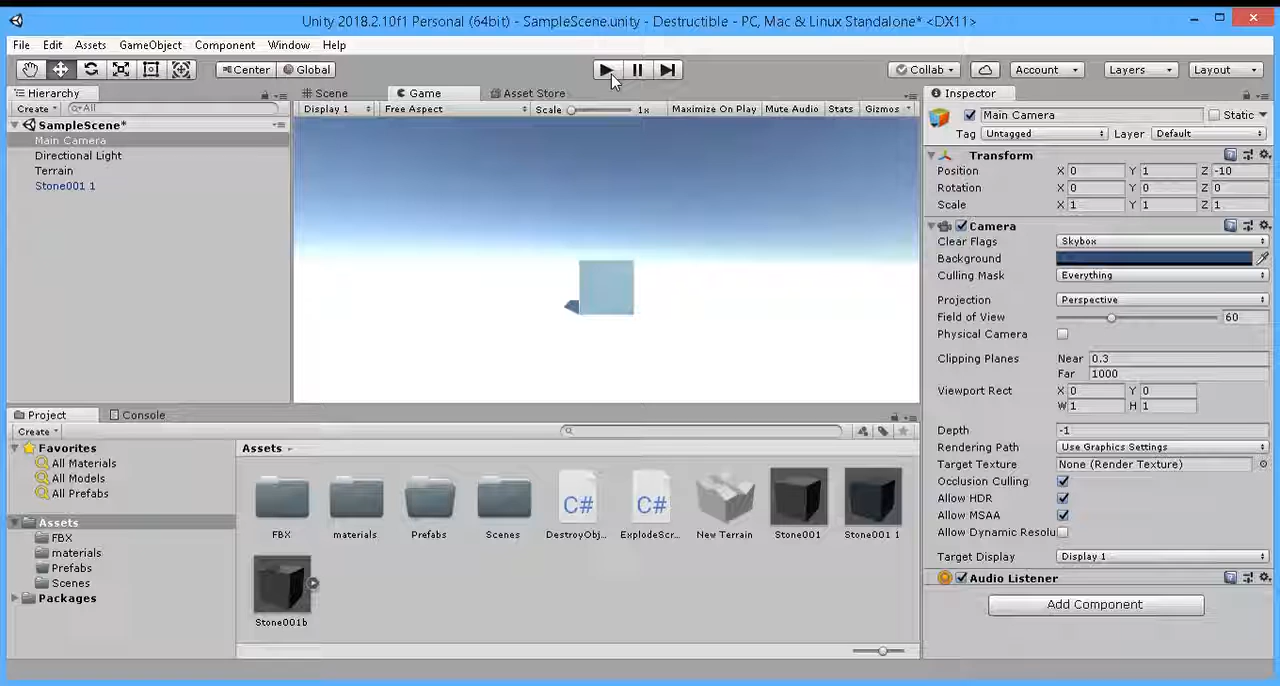 Unity 2018.2.10f1 Personal (64bit) - SampleScene.unity - Destructible - PC, Mac & Linux Standalone* <DX11>
File Edit Assets GameObject Component Window Help
Center Global Collab Account Layers Layout
Hierarchy Scene Game Asset Store Inspector
Create All Display 1 Free Aspect Scale 1x Maximize On Play Mute Audio Stats Gizmos
Main Camera Static
SampleScene*
Tag Untagged Layer Default
Main Camera
Directional Light
Terrain
Stone001 1
Transform
Position X 0 Y 1 Z -10
Rotation X 0 Y 0 Z 0
Scale X 1 Y 1 Z 1
Camera
Clear Flags Skybox
Background
Culling Mask Everything
Projection Perspective
Field of View 60
Physical Camera
Clipping Planes Near 0.3
Far 1000
Viewport Rect X 0 Y 0
W 1 H 1
Depth -1
Rendering Path Use Graphics Settings
Target Texture None (Render Texture)
Occlusion Culling
Allow HDR
Allow MSAA
Allow Dynamic Resolu
Target Display Display 1
Audio Listener
Add Component
Project Console
Create
Favorites
All Materials
All Models
All Prefabs
Assets
FBX
materials
Prefabs
Scenes
Packages
Assets
C# C#
FBX materials Prefabs Scenes DestroyObj... ExplodeScr... New Terrain Stone001 Stone001 1
Stone001b